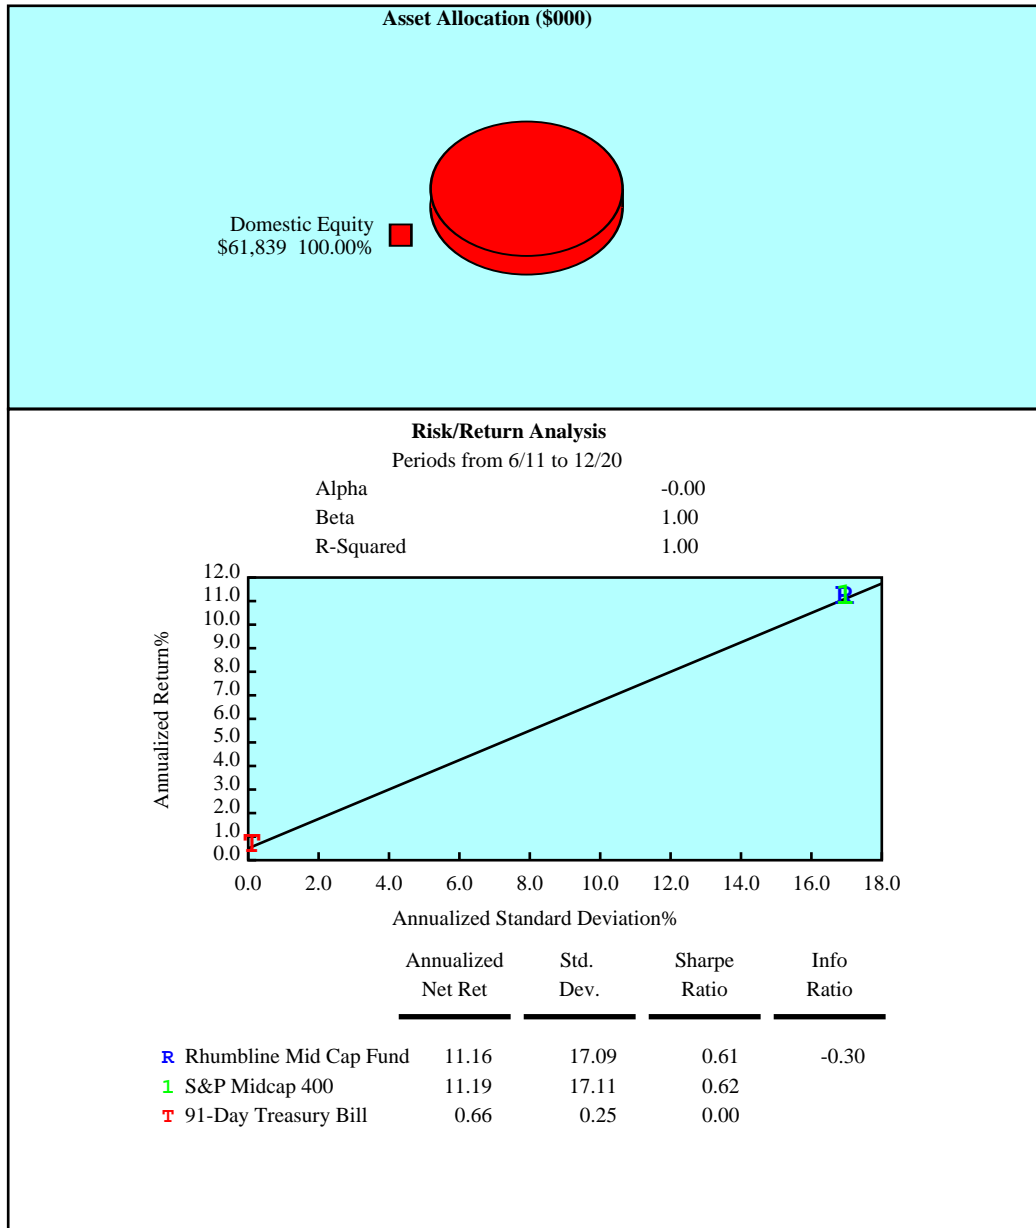 Asset Allocation ($000)
Domestic Equity
$61,839 100.00%
Risk/Return Analysis
Periods from 6/11 to 12/20
Alpha -0.00
Beta 1.00
R-Squared 1.00
12.0
11.0
10.0
9.0
8.0
7.0
6.0
5.0
4.0
3.0
2.0
1.0
0.0
Annualized Return%
R
1
T
0.0 2.0 4.0 6.0 8.0 10.0 12.0 14.0 16.0 18.0
Annualized Standard Deviation%
Annualized Std. Sharpe Info
Net Ret Dev. Ratio Ratio
R Rhumbline Mid Cap Fund 11.16 17.09 0.61 -0.30
1 S&P Midcap 400 11.19 17.11 0.62
T 91-Day Treasury Bill 0.66 0.25 0.00